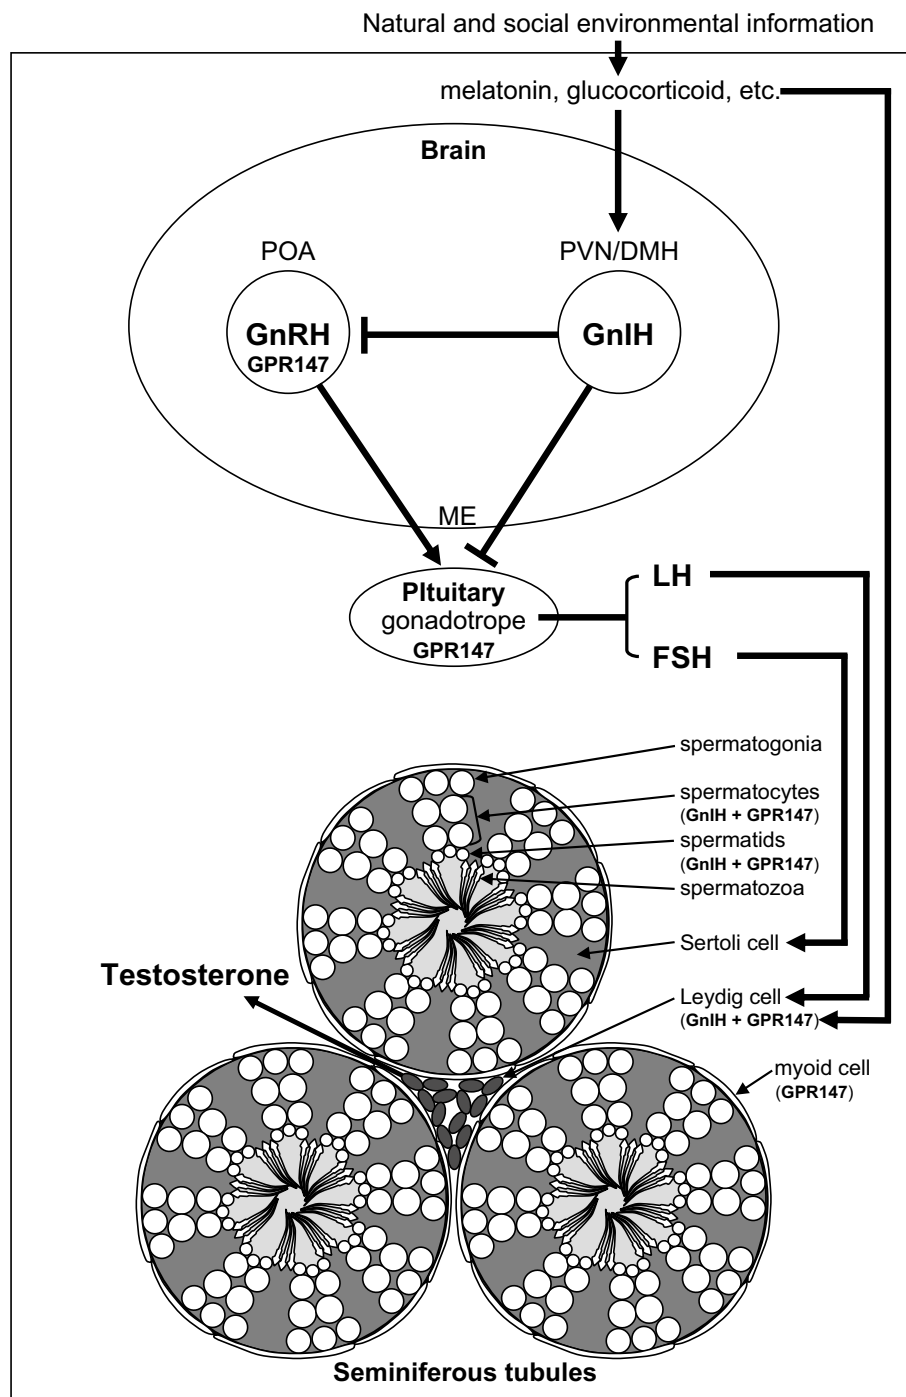 Natural and social environmental information
melatonin, glucocorticoid, etc.
Brain
POA
PVN/DMH
GnRH
GPR147
GnIH
ME
PItuitary
gonadotrope
GPR147
LH
FSH
spermatogonia
spermatocytes
(GnIH + GPR147)
spermatids
(GnIH + GPR147)
spermatozoa
Sertoli cell
Testosterone
Leydig cell
(GnIH + GPR147)
myoid cell
(GPR147)
Seminiferous tubules